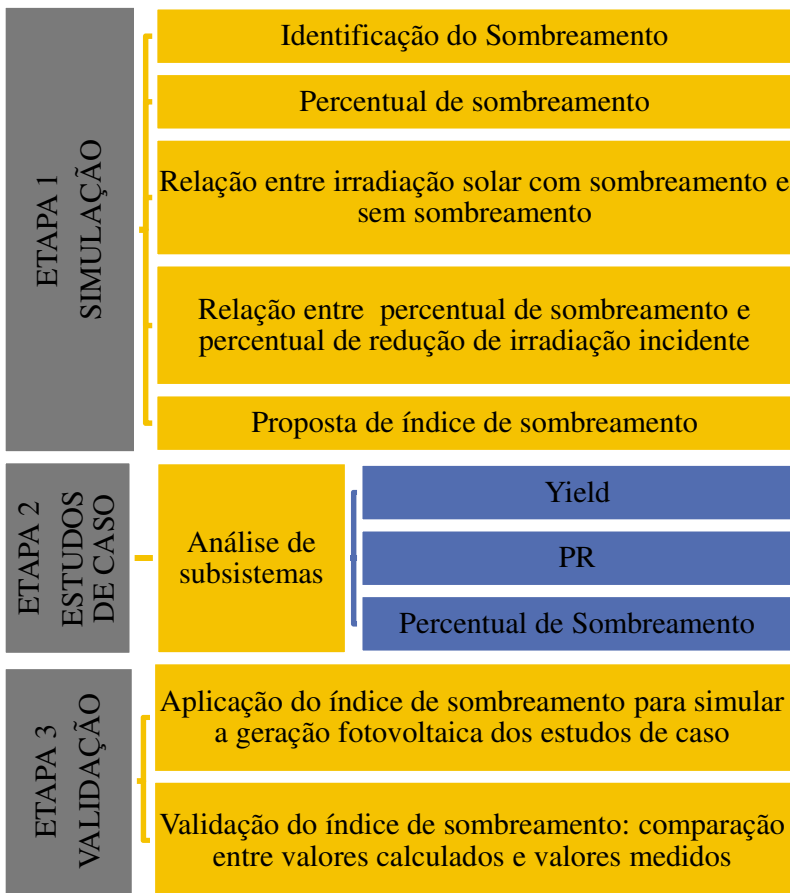 ETAPA 1
SIMULAÇÃO
Identificação do Sombreamento
Percentual de sombreamento
Relação entre irradiação solar com sombreamento e
sem sombreamento
Relação entre percentual de sombreamento e
percentual de redução de irradiação incidente
Proposta de índice de sombreamento
ETAPA 2
ESTUDOS
DE CASO
Análise de
subsistemas
Yield
PR
Percentual de Sombreamento
ETAPA 3
VALIDAÇÃO
Aplicação do índice de sombreamento para simular
a geração fotovoltaica dos estudos de caso
Validação do índice de sombreamento: comparação
entre valores calculados e valores medidos